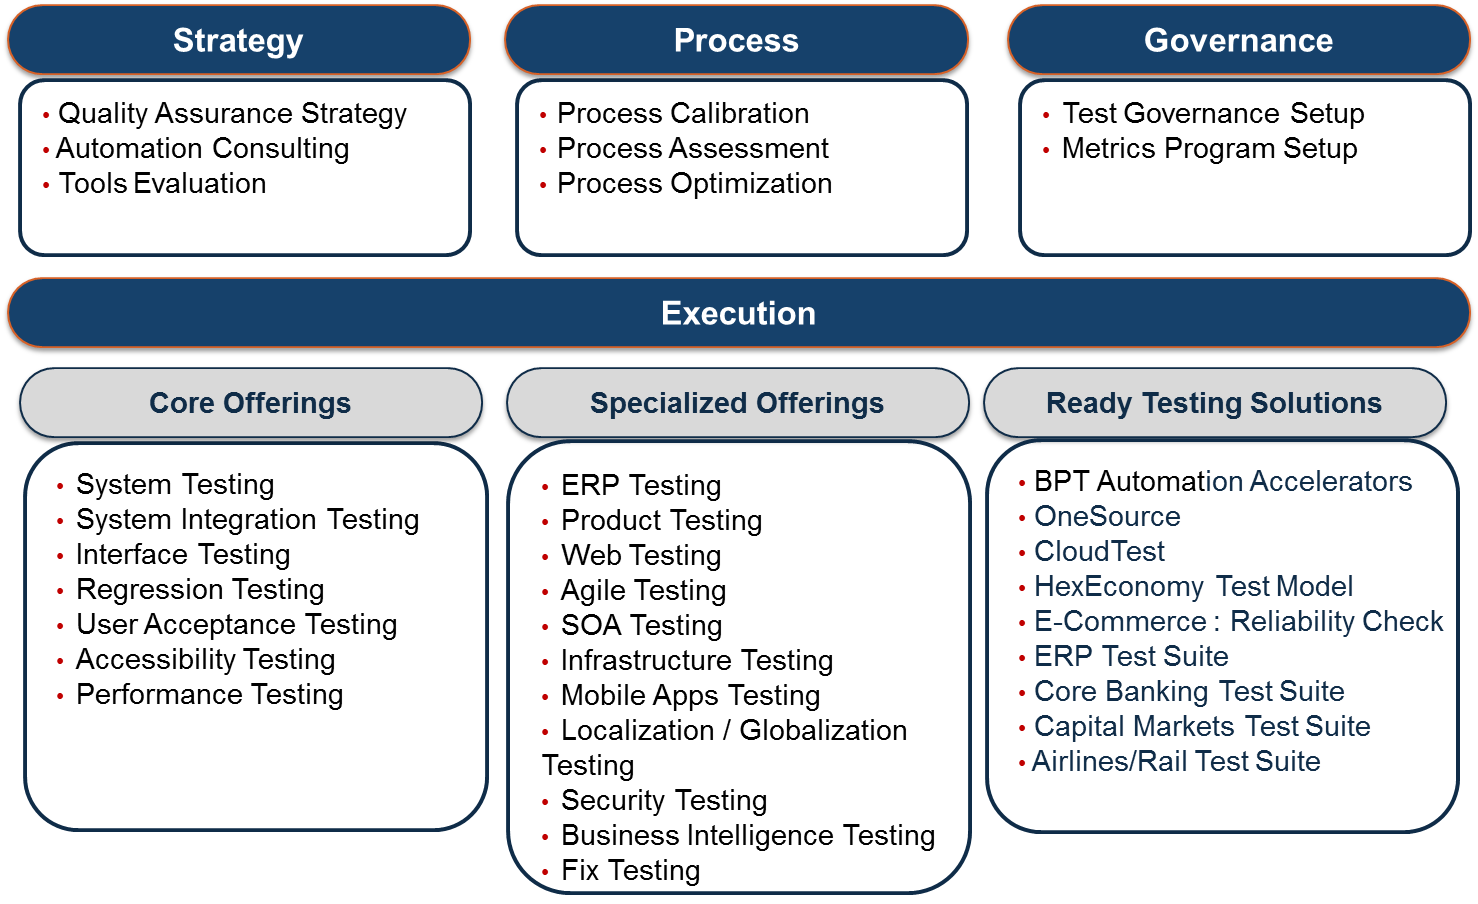 Strategy
• Quality Assurance Strategy
• Automation Consulting
• Tools Evaluation
Process
• Process Calibration
• Process Assessment
• Process Optimization
Governance
• Test Governance Setup
• Metrics Program Setup
Execution
Core Offerings
• System Testing
• System Integration Testing
• Interface Testing
• Regression Testing
• User Acceptance Testing
• Accessibility Testing
• Performance Testing
Specialized Offerings
• ERP Testing
• Product Testing
• Web Testing
• Agile Testing
• SOA Testing
• Infrastructure Testing
• Mobile Apps Testing
• Localization / Globalization
Testing
• Security Testing
• Business Intelligence Testing
• Fix Testing
Ready Testing Solutions
• BPT Automation Accelerators
• OneSource
• CloudTest
• HexEconomy Test Model
• E-Commerce : Reliability Check
• ERP Test Suite
• Core Banking Test Suite
• Capital Markets Test Suite
• Airlines/Rail Test Suite